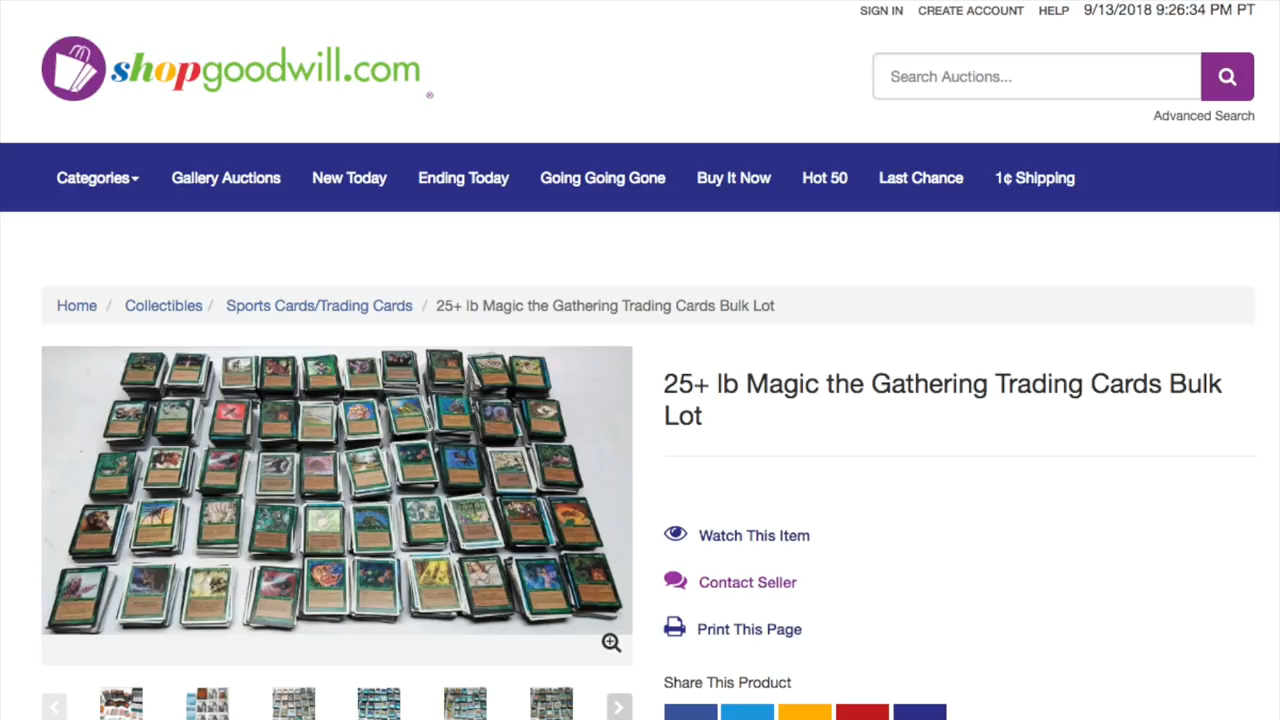 SIGN IN CREATE ACCOUNT HELP 9/13/2018 9:26:34 PM PT
shopgoodwill.com
®
Search Auctions...
Advanced Search
Categories Gallery Auctions New Today Ending Today Going Going Gone Buy It Now Hot 50 Last Chance 1¢ Shipping
Home / Collectibles / Sports Cards/Trading Cards / 25+ lb Magic the Gathering Trading Cards Bulk Lot
25+ lb Magic the Gathering Trading Cards Bulk
Lot
Watch This Item
Contact Seller
Print This Page
Share This Product